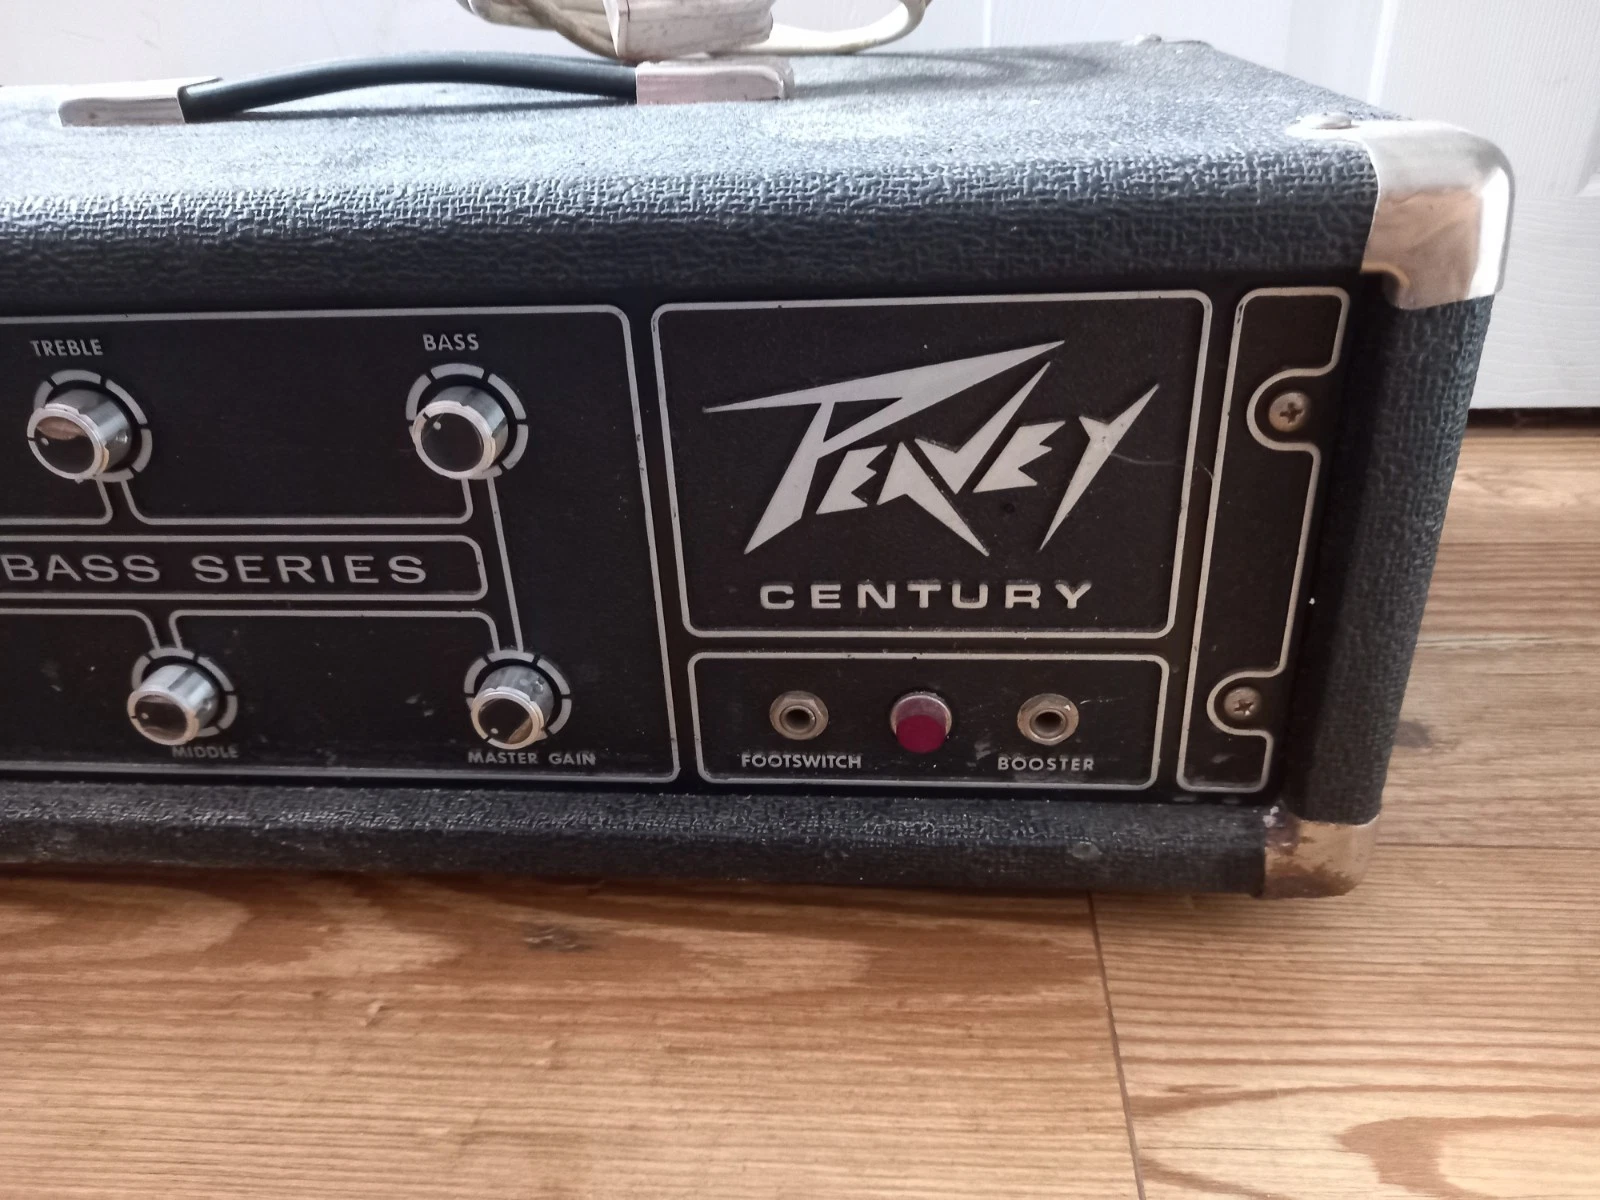 TREBLE
BASS
BASS SERIES
MIDDLE
MASTER GAIN
PEAVEY
CENTURY
FOOTSWITCH
BOOSTER